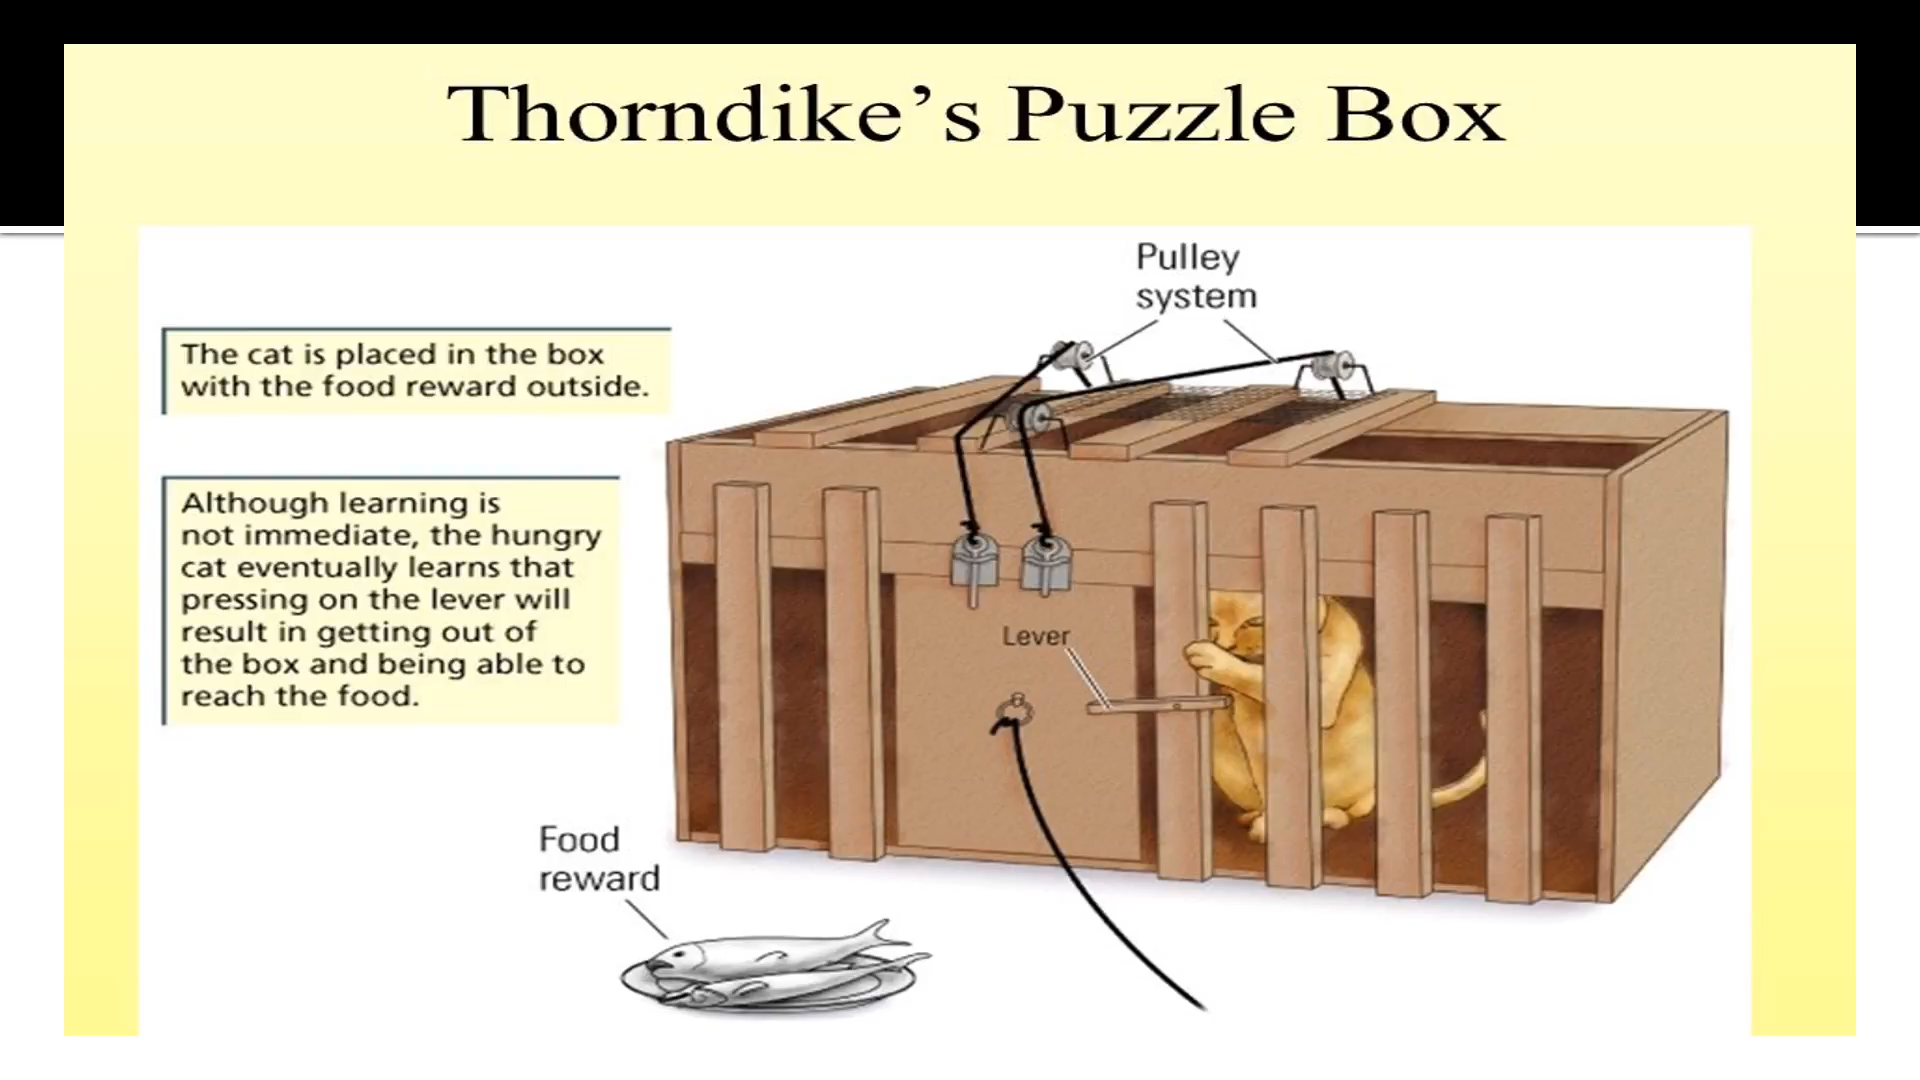 Thorndike’s Puzzle Box
Pulley
system
The cat is placed in the box
with the food reward outside.
Although learning is
not immediate, the hungry
cat eventually learns that
pressing on the lever will
result in getting out of
the box and being able to
reach the food.
Lever
Food
reward